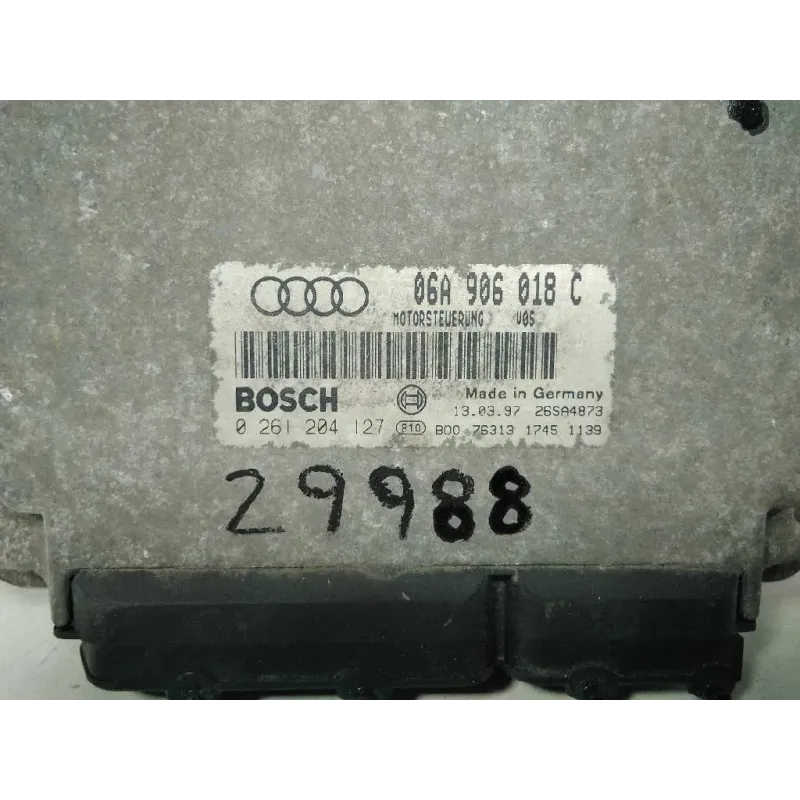 06A 906 018 C
MOTORSTEUERUNG V05
BOSCH
Made in Germany
13.03.97 26SA4873
0 261 204 127 810 B00 76313 1745 1139
29988